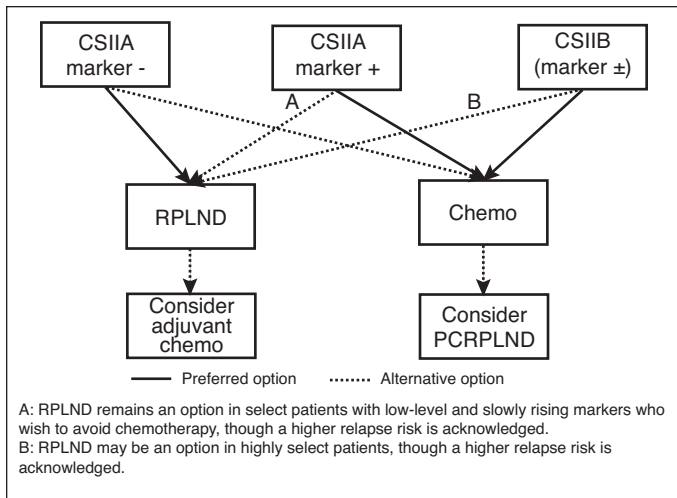 CSIIA
marker -
CSIIA
marker +
CSIIB
(marker ±)
A
B
RPLND
Chemo
Consider
adjuvant
chemo
Consider
PCRPLND
Preferred option
Alternative option
A: RPLND remains an option in select patients with low-level and slowly rising markers who
wish to avoid chemotherapy, though a higher relapse risk is acknowledged.
B: RPLND may be an option in highly select patients, though a higher relapse risk is
acknowledged.